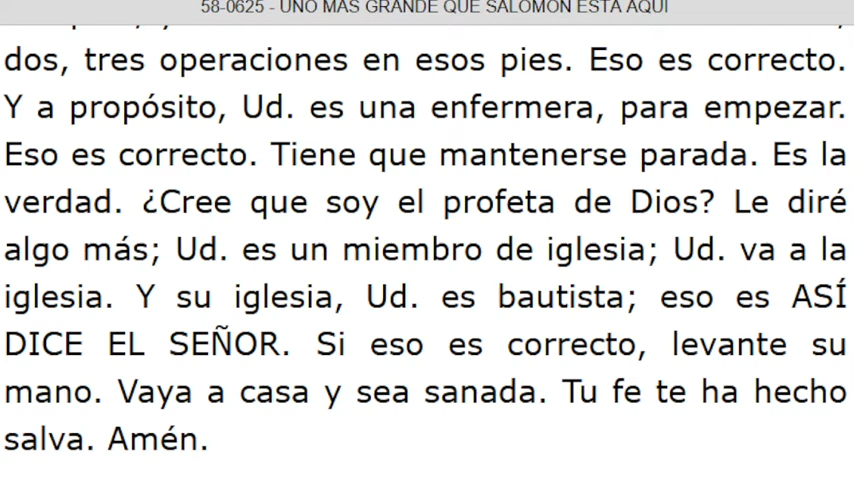 58-0625 - UNO MAS GRANDE QUE SALOMON ESTA AQUI
dos, tres operaciones en esos pies. Eso es correcto.
Y a propósito, Ud. es una enfermera, para empezar.
Eso es correcto. Tiene que mantenerse parada. Es la
verdad. ¿Cree que soy el profeta de Dios? Le diré
algo más; Ud. es un miembro de iglesia; Ud. va a la
iglesia. Y su iglesia, Ud. es bautista; eso es ASÍ
DICE EL SEÑOR. Si eso es correcto, levante su
mano. Vaya a casa y sea sanada. Tu fe te ha hecho
salva. Amén.